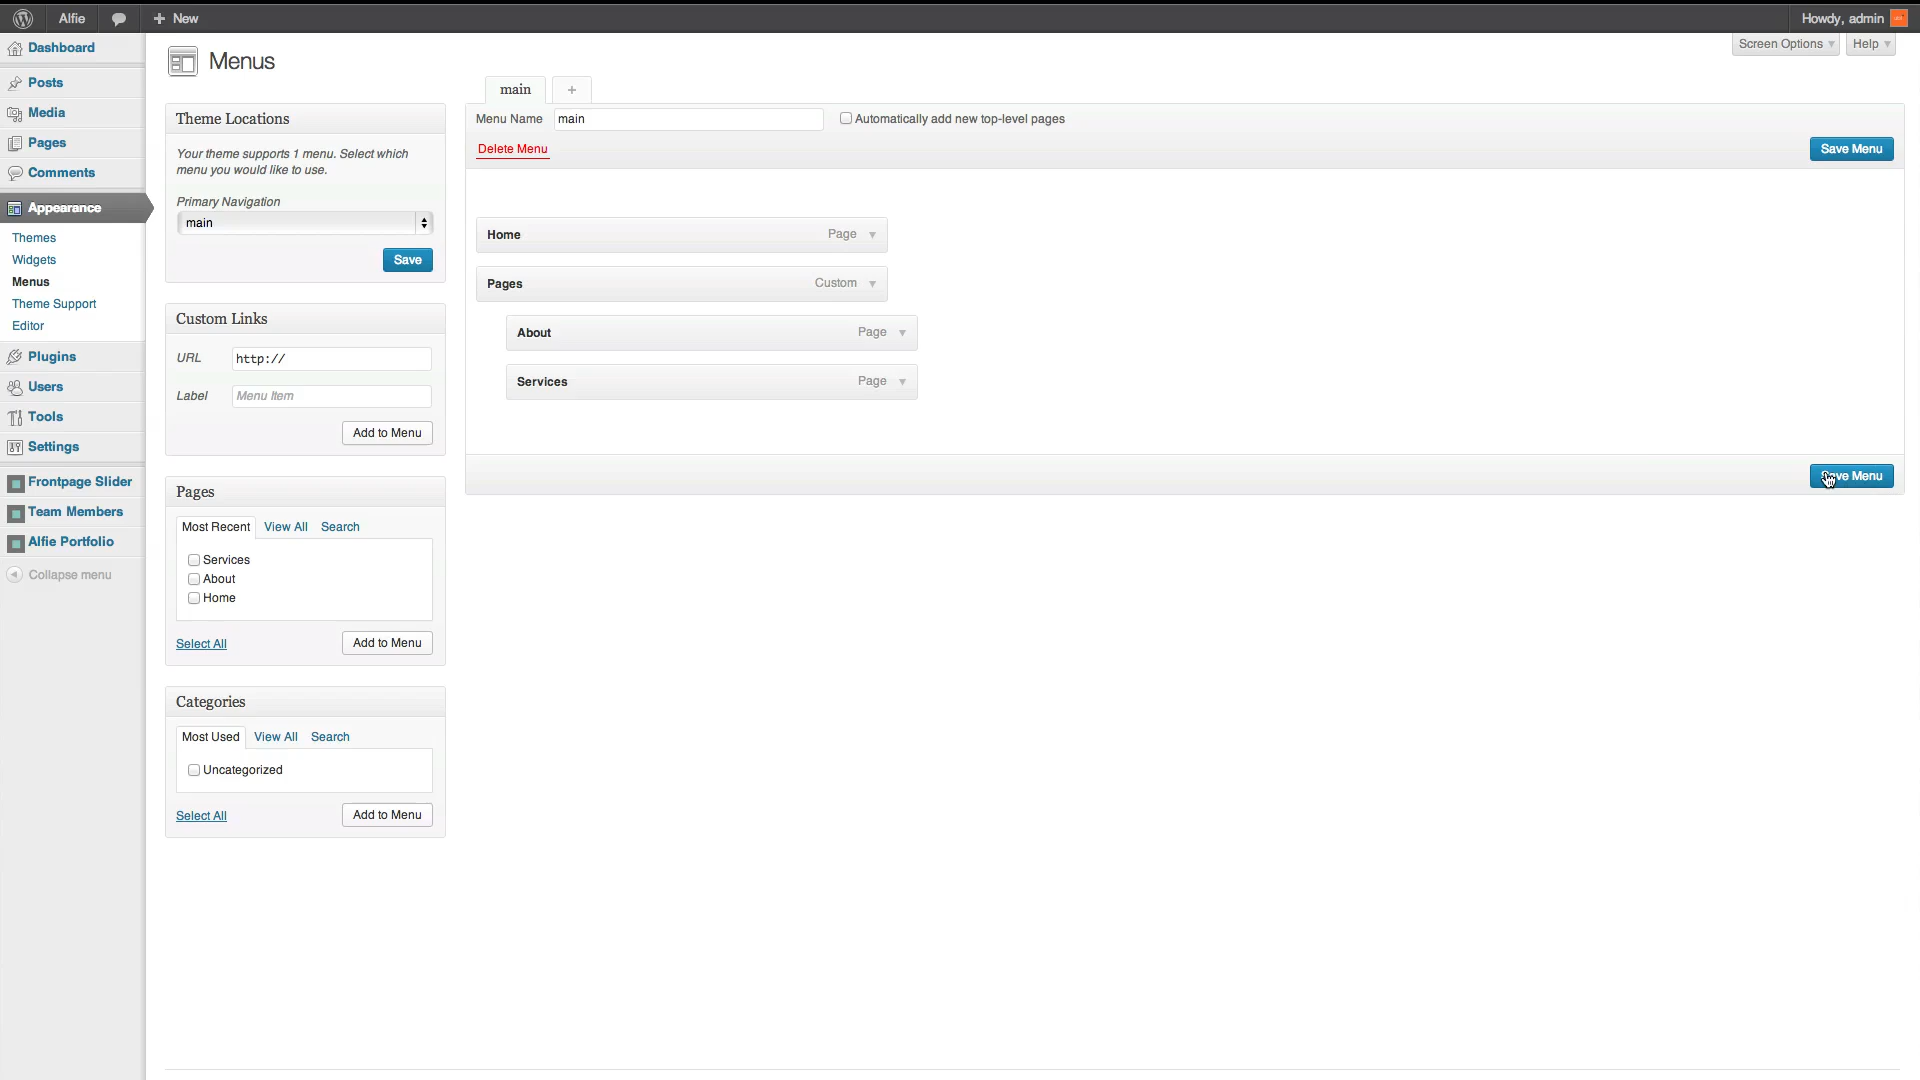 Alfie
New
Howdy, admin
Dashboard
Posts
Media
Pages
Comments
Appearance
Themes
Widgets
Menus
Theme Support
Editor
Plugins
Users
Tools
Settings
Frontpage Slider
Team Members
Alfie Portfolio
Collapse menu
Menus
Screen Options
Help
Theme Locations
Your theme supports 1 menu. Select which
menu you would like to use.
Primary Navigation
main
Save
Custom Links
URL http://
Label Menu Item
Add to Menu
Pages
Most Recent View All Search
Services
About
Home
Select All Add to Menu
Categories
Most Used View All Search
Uncategorized
Select All Add to Menu
main +
Menu Name main Automatically add new top-level pages
Delete Menu Save Menu
Home Page
Pages Custom
About Page
Services Page
Save Menu